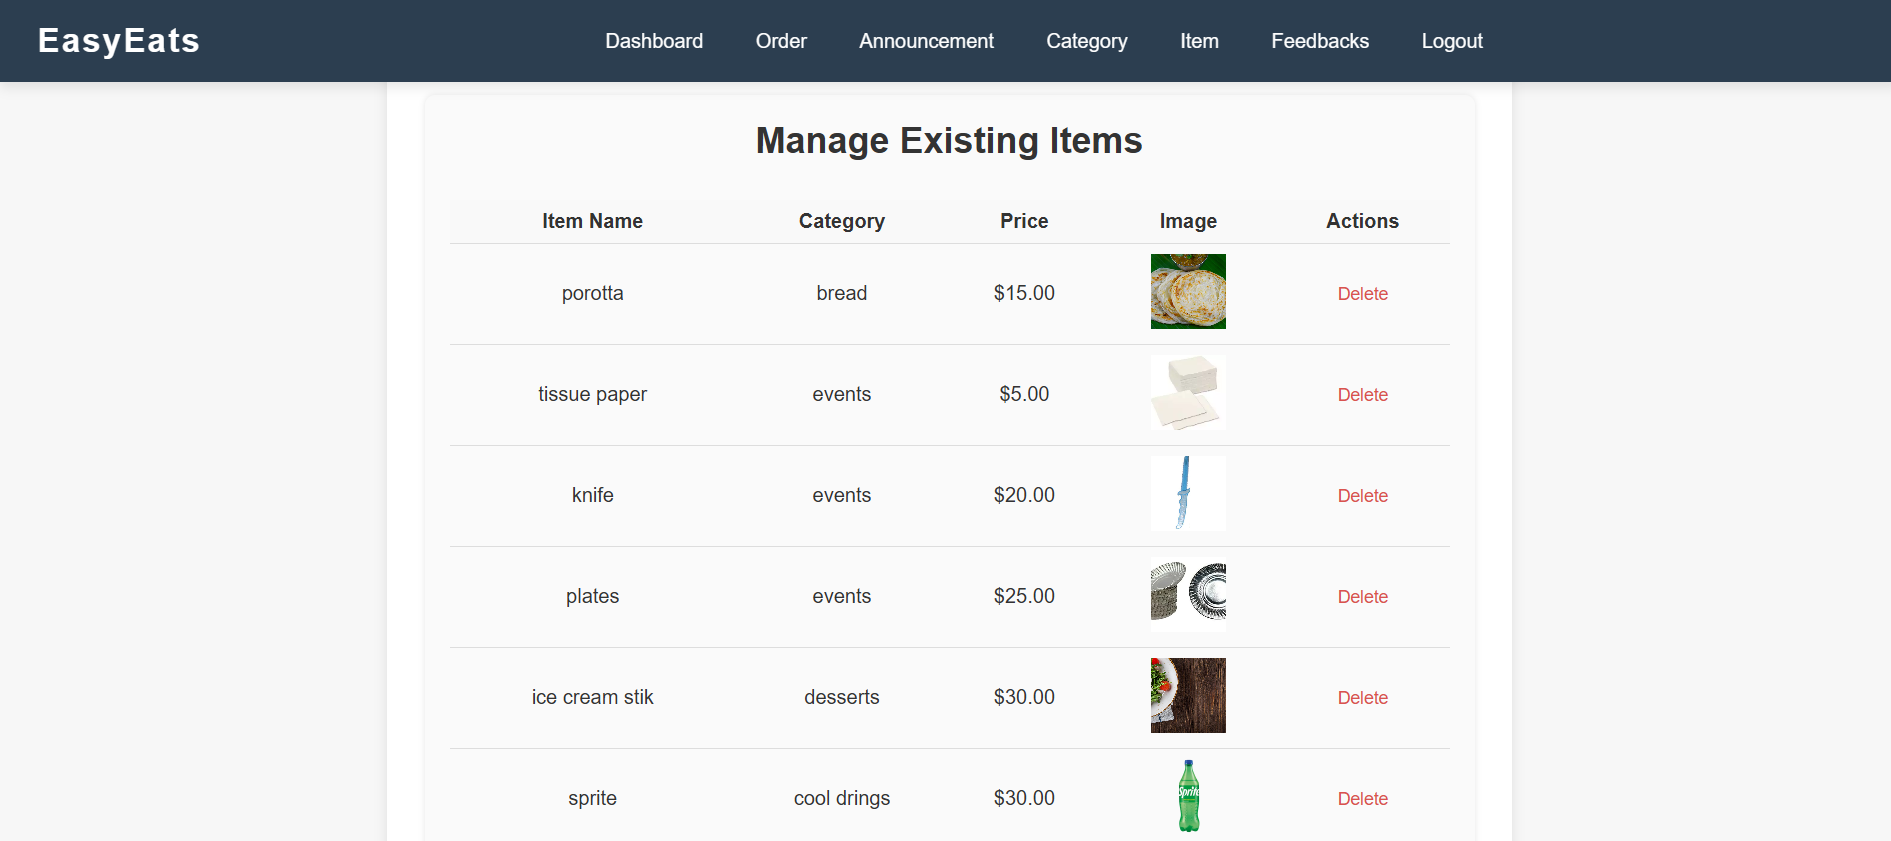 EasyEats Dashboard Order Announcement Category Item Feedbacks Logout
Manage Existing Items
Item Name Category Price Image Actions
porotta bread $15.00 Delete
tissue paper events $5.00 Delete
knife events $20.00 Delete
plates events $25.00 Delete
ice cream stik desserts $30.00 Delete
sprite cool drings $30.00 Sprite Delete